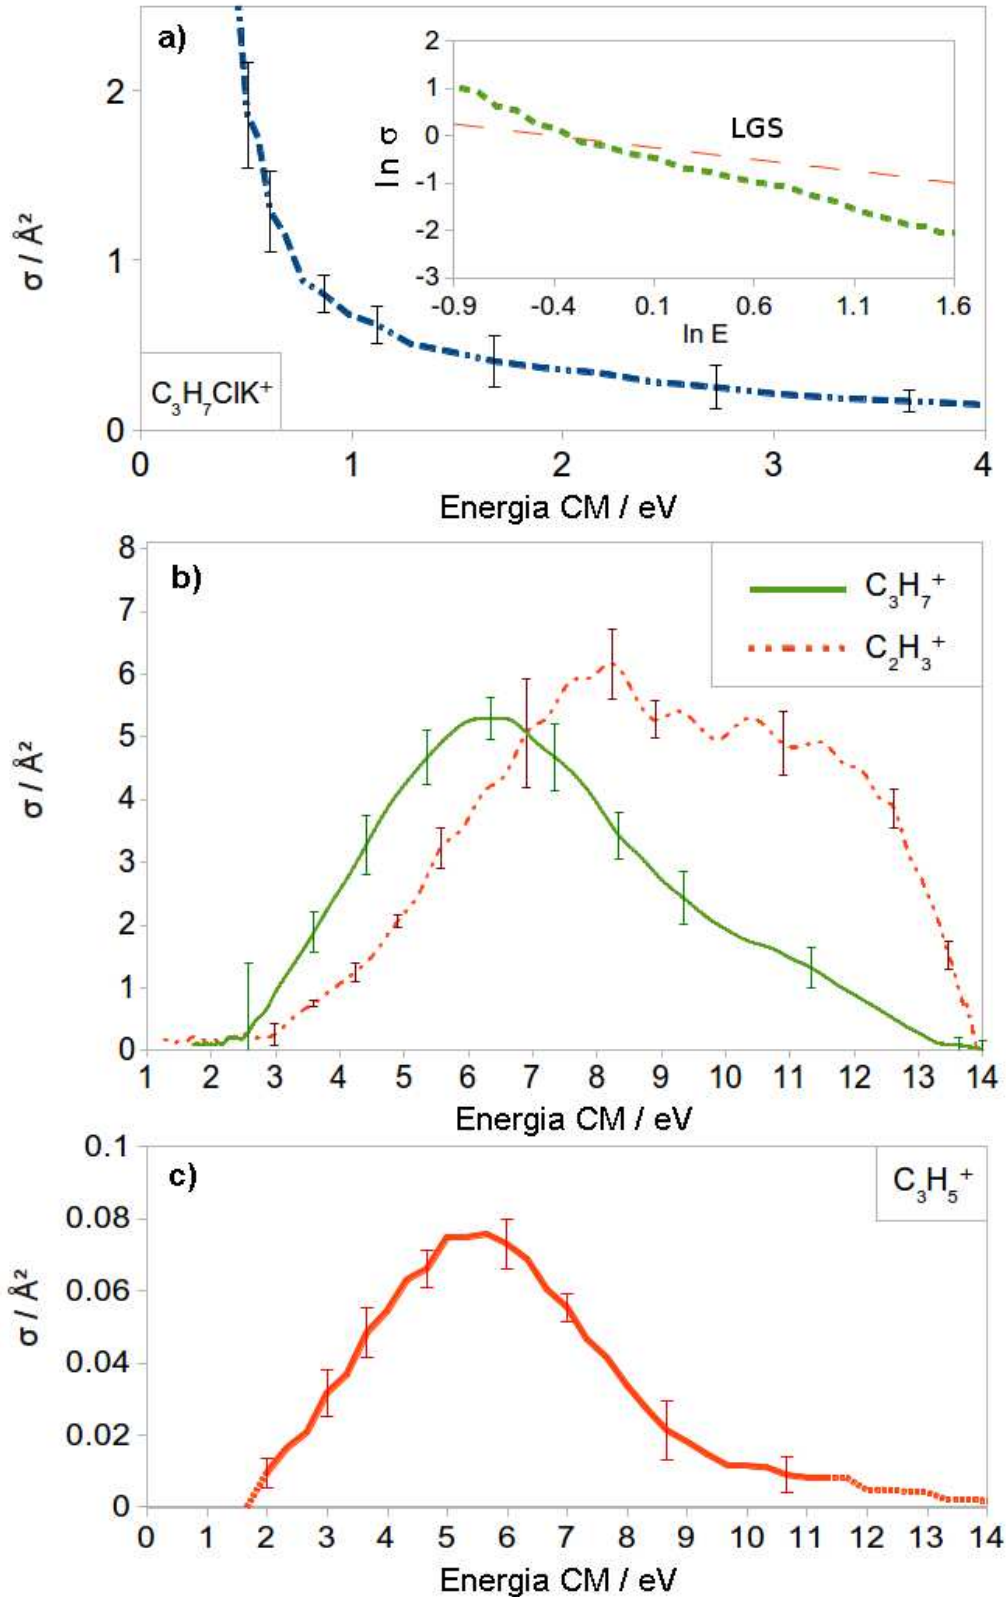 a)
2
1
0
σ / Å²
0 1 2 3 4
Energia CM / eV
C₃H₇ClK⁺
2
1
0
-1
-2
-3
ln σ
LGS
-0.9 -0.4 0.1 0.6 1.1 1.6
ln E
b)
8
7
6
5
4
3
2
1
0
σ / Å²
C₃H₇⁺
C₂H₃⁺
1 2 3 4 5 6 7 8 9 10 11 12 13 14
Energia CM / eV
c)
0.1
0.08
0.06
0.04
0.02
0
σ / Å²
C₃H₅⁺
0 1 2 3 4 5 6 7 8 9 10 11 12 13 14
Energia CM / eV